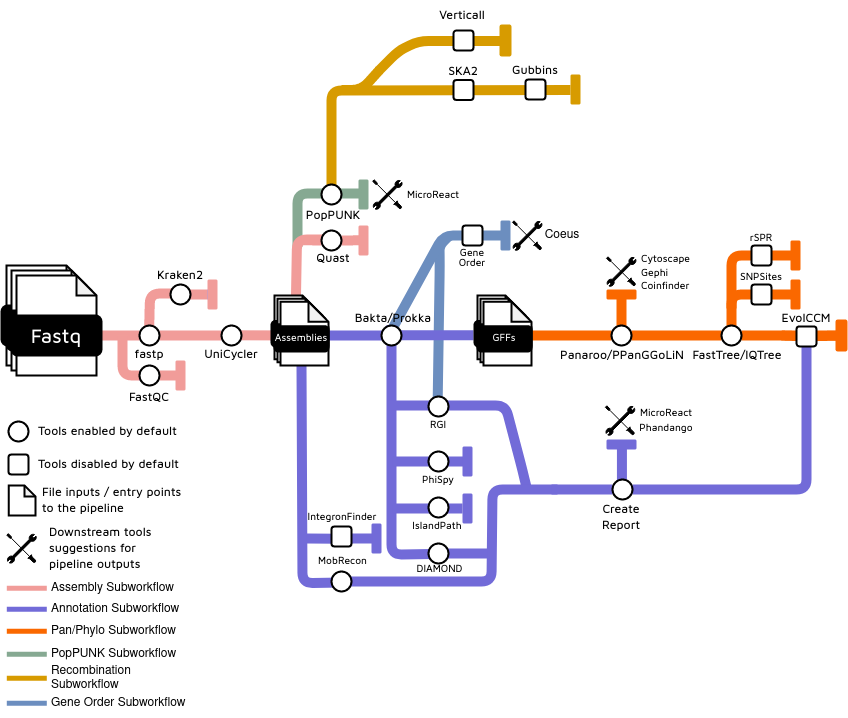 Verticall
SKA2
Gubbins
MicroReact
PopPUNK
Quast
Gene
Order
Coeus
rSPR
Cytoscape
Gephi
Coinfinder
SNPSites
Kraken2
Fastq
fastp
UniCycler
Assemblies
Bakta/Prokka
GFFs
Panaroo/PPanGGoLiN
FastTree/IQTree
EvolCCM
FastQC
RGI
MicroReact
Phandango
PhiSpy
IslandPath
IntegronFinder
MobRecon
DIAMOND
Create
Report
Tools enabled by default
Tools disabled by default
File inputs / entry points
to the pipeline
Downstream tools
suggestions for
pipeline outputs
Assembly Subworkflow
Annotation Subworkflow
Pan/Phylo Subworkflow
PopPUNK Subworkflow
Recombination
Subworkflow
Gene Order Subworkflow